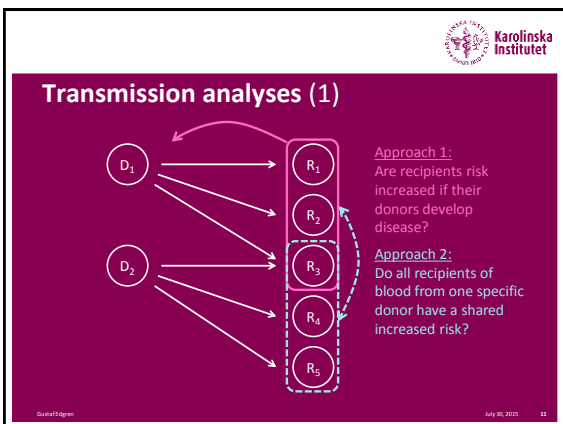 Karolinska
Institutet
Transmission analyses (1)
D₁
D₂
R₁
R₂
R₃
R₄
R₅
Approach 1:
Are recipients risk
increased if their
donors develop
disease?
Approach 2:
Do all recipients of
blood from one specific
donor have a shared
increased risk?
Gustaf Edgren
July 30, 2015
11